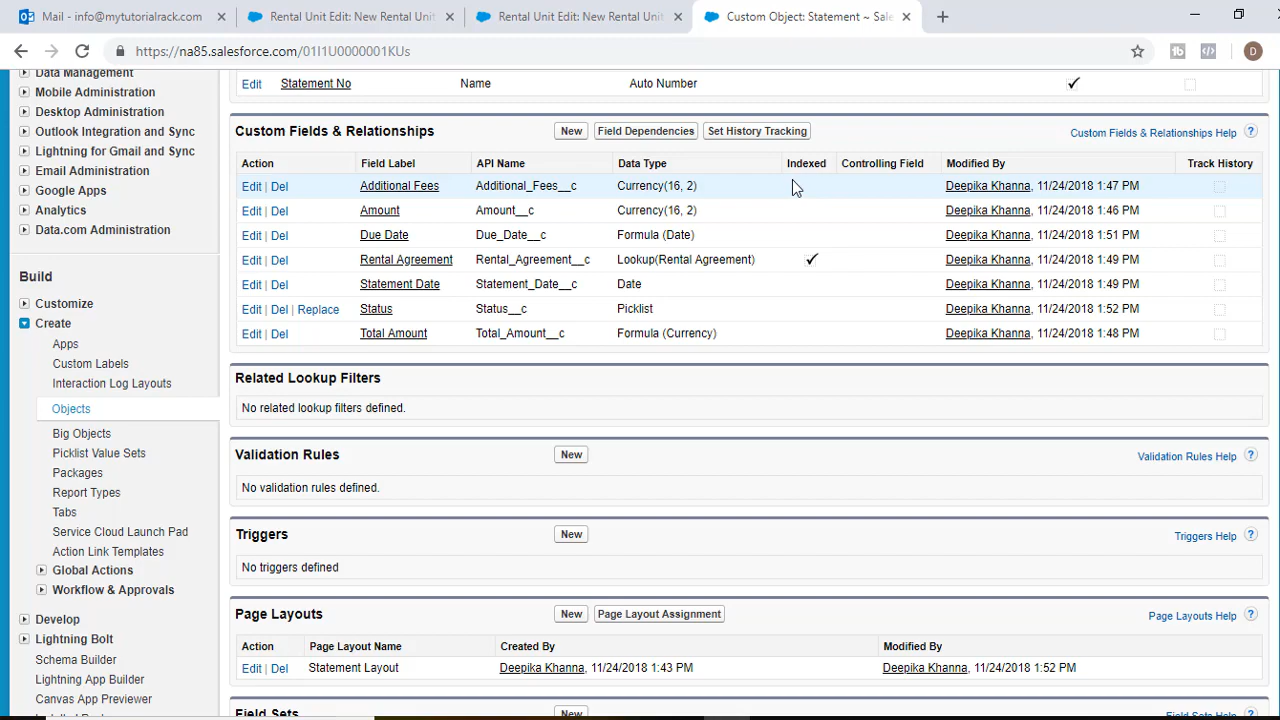 Mail - info@mytutorialrack.com
Rental Unit Edit: New Rental Unit
Rental Unit Edit: New Rental Unit
Custom Object: Statement ~ Sale
https://na85.salesforce.com/01I1U0000001KUs
D
Data Management
Mobile Administration
Desktop Administration
Outlook Integration and Sync
Lightning for Gmail and Sync
Email Administration
Google Apps
Analytics
Data.com Administration
Build
Customize
Create
Apps
Custom Labels
Interaction Log Layouts
Objects
Big Objects
Picklist Value Sets
Packages
Report Types
Tabs
Service Cloud Launch Pad
Action Link Templates
Global Actions
Workflow & Approvals
Develop
Lightning Bolt
Schema Builder
Lightning App Builder
Canvas App Previewer
Edit Statement No Name Auto Number
Custom Fields & Relationships New Field Dependencies Set History Tracking Custom Fields & Relationships Help ?
Action Field Label API Name Data Type Indexed Controlling Field Modified By Track History
Edit | Del Additional Fees Additional_Fees__c Currency(16, 2) Deepika Khanna, 11/24/2018 1:47 PM
Edit | Del Amount Amount__c Currency(16, 2) Deepika Khanna, 11/24/2018 1:46 PM
Edit | Del Due Date Due_Date__c Formula (Date) Deepika Khanna, 11/24/2018 1:51 PM
Edit | Del Rental Agreement Rental_Agreement__c Lookup(Rental Agreement) Deepika Khanna, 11/24/2018 1:49 PM
Edit | Del Statement Date Statement_Date__c Date Deepika Khanna, 11/24/2018 1:49 PM
Edit | Del | Replace Status Status__c Picklist Deepika Khanna, 11/24/2018 1:52 PM
Edit | Del Total Amount Total_Amount__c Formula (Currency) Deepika Khanna, 11/24/2018 1:48 PM
Related Lookup Filters
No related lookup filters defined.
Validation Rules New Validation Rules Help ?
No validation rules defined.
Triggers New Triggers Help ?
No triggers defined
Page Layouts New Page Layout Assignment Page Layouts Help ?
Action Page Layout Name Created By Modified By
Edit | Del Statement Layout Deepika Khanna, 11/24/2018 1:43 PM Deepika Khanna, 11/24/2018 1:52 PM
Field Sets New Field Sets Help ?